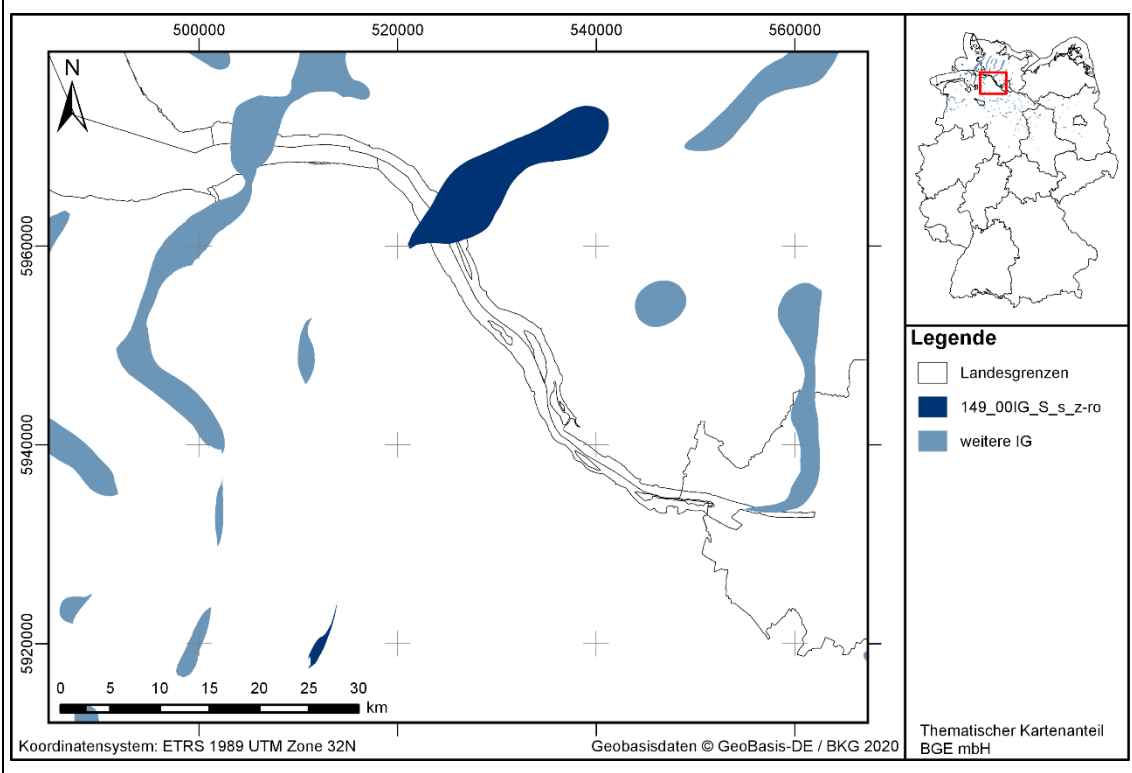 500000
520000
540000
560000
N
5960000
5940000
5920000
0 5 10 15 20 25 30
km
Koordinatensystem: ETRS 1989 UTM Zone 32N
Geobasisdaten © GeoBasis-DE / BKG 2020
Legende
Landesgrenzen
149_00IG_S_s_z-ro
weitere IG
Thematischer Kartenanteil
BGE mbH